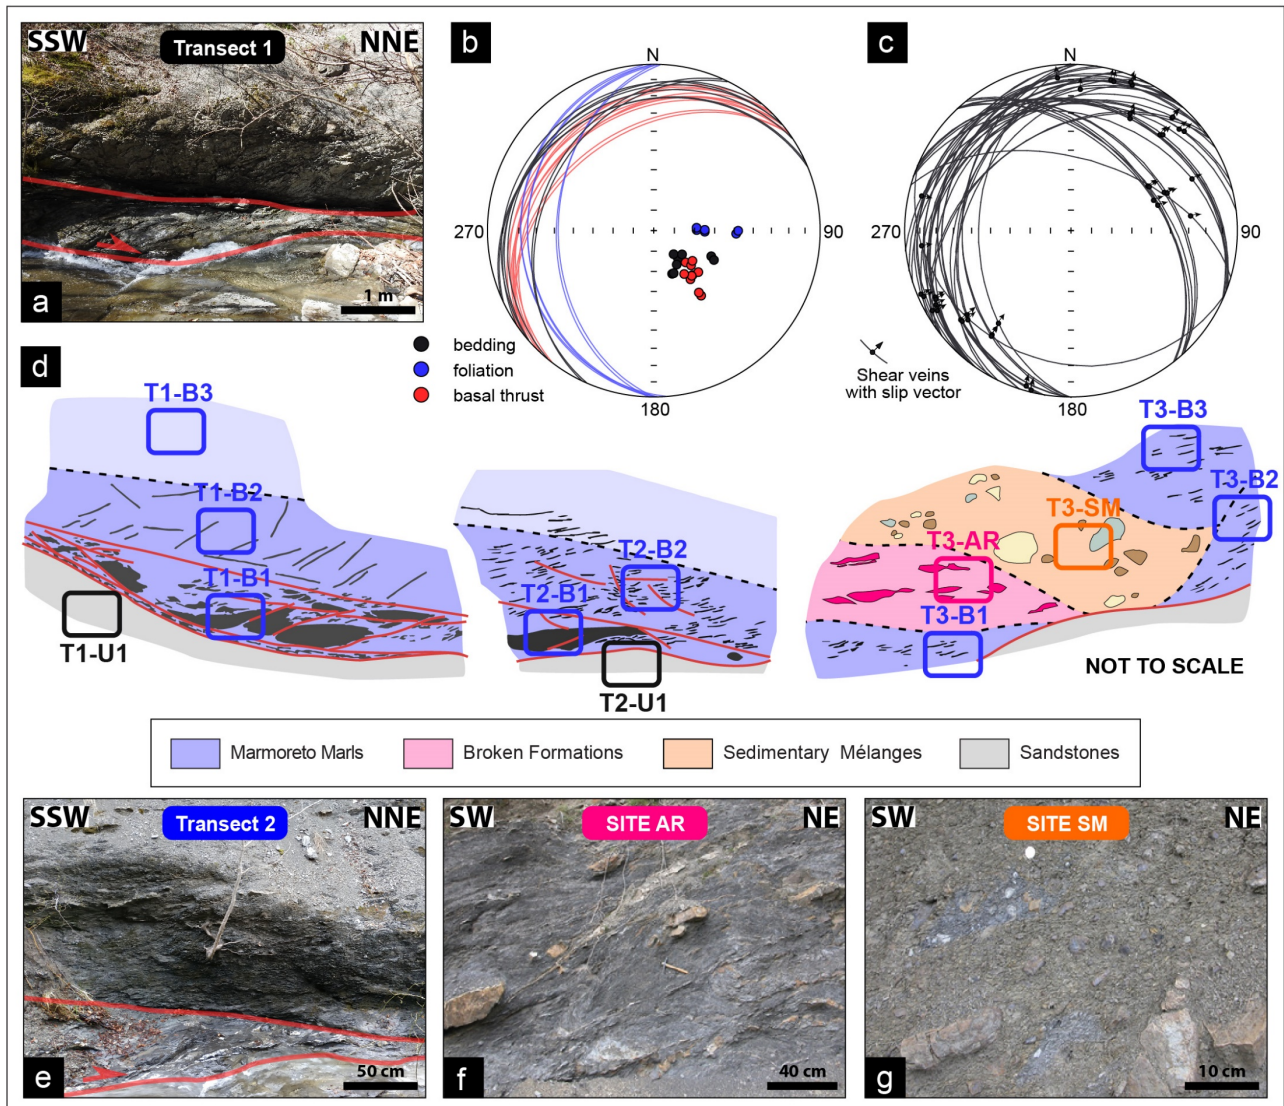 a
SSW
Transect 1
NNE
1 m
b
N
270
90
180
bedding
foliation
basal thrust
c
N
270
90
180
Shear veins
with slip vector
d
T1-B3
T1-B2
T1-B1
T1-U1
T2-B2
T2-B1
T2-U1
T3-B3
T3-B2
T3-SM
T3-AR
T3-B1
NOT TO SCALE
Marmoreto Marls
Broken Formations
Sedimentary Mélanges
Sandstones
e
SSW
Transect 2
NNE
50 cm
f
SW
SITE AR
NE
40 cm
g
SW
SITE SM
NE
10 cm